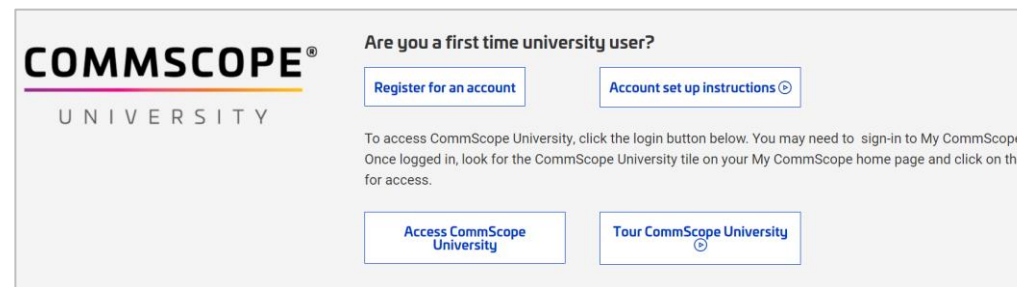 COMMSCOPE®
UNIVERSITY
Are you a first time university user?
Register for an account
Account set up instructions
To access CommScope University, click the login button below. You may need to sign-in to My CommScope
Once logged in, look for the CommScope University tile on your My CommScope home page and click on th
for access.
Access CommScope
University
Tour CommScope University